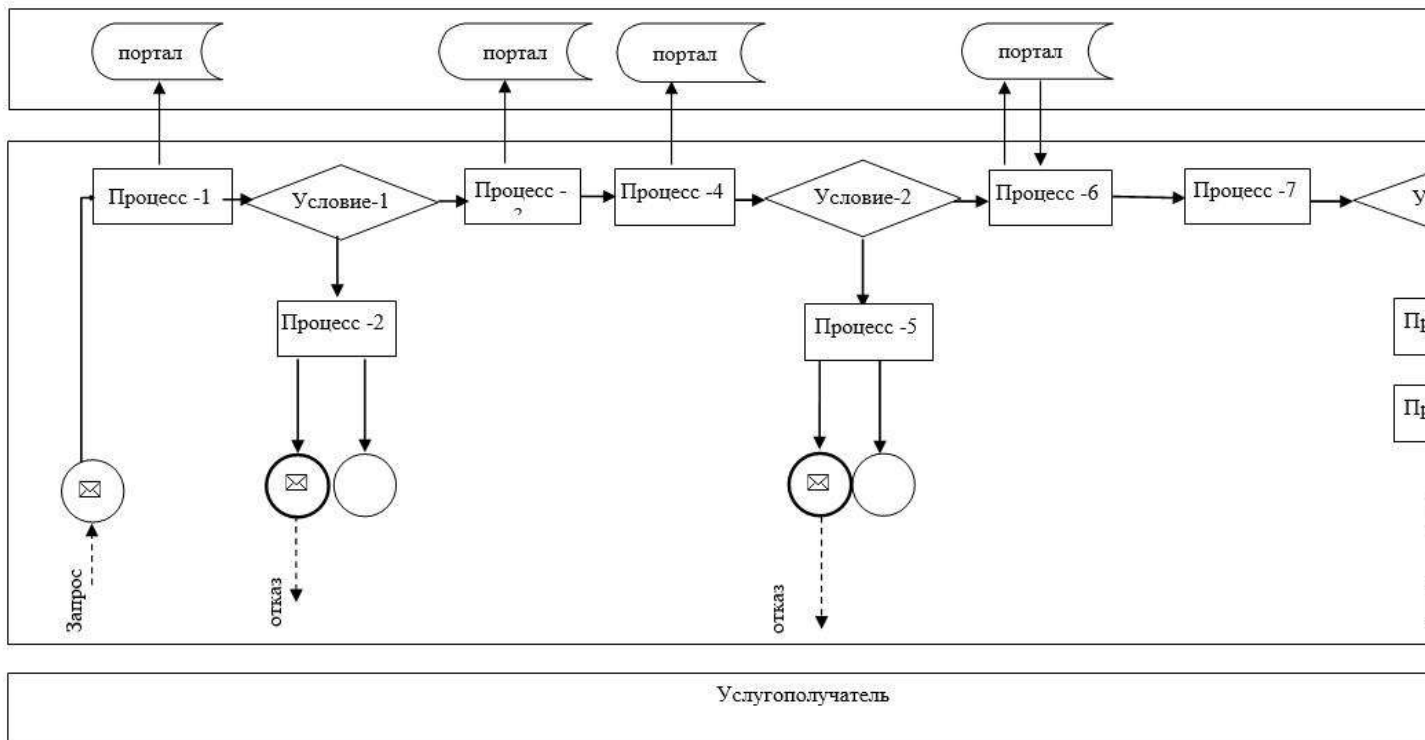 портал
портал
портал
портал
Процесс -1
Условие-1
Процесс -
Процесс -4
Условие-2
Процесс -6
Процесс -7
Процесс -2
Процесс -5
Запрос
отказ
отказ
Услугополучатель